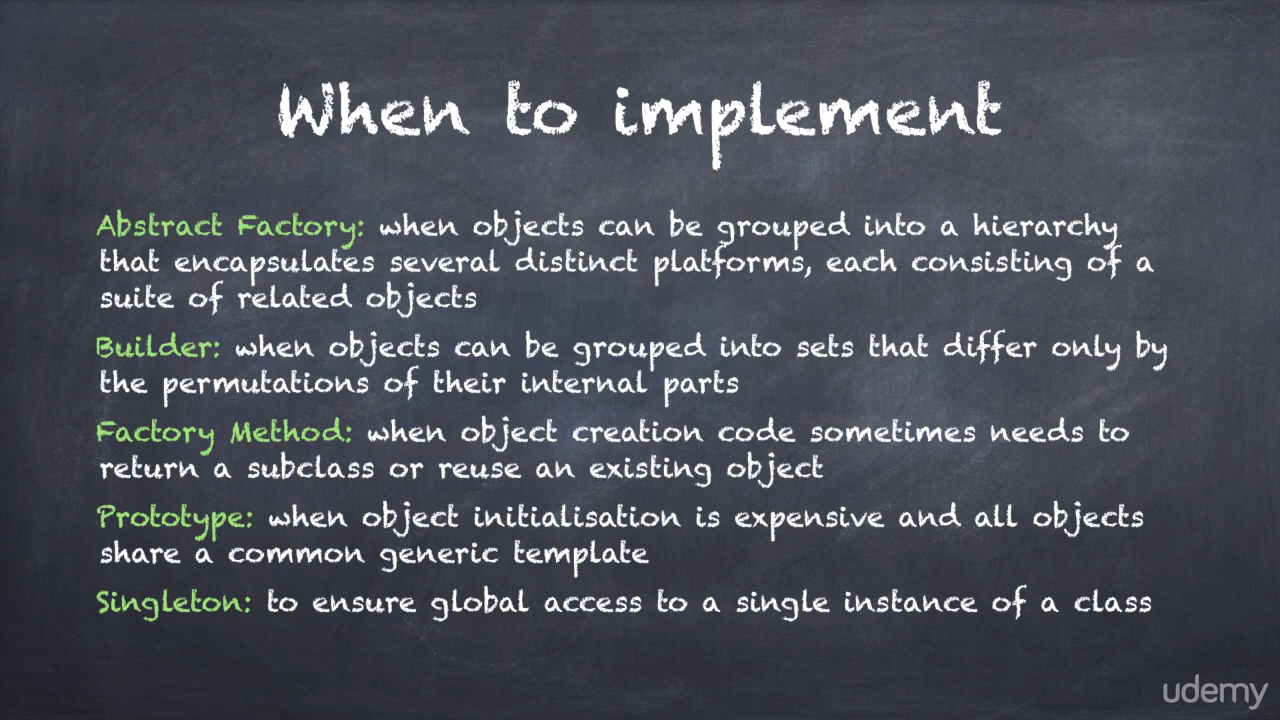 When to implement
Abstract Factory: when objects can be grouped into a hierarchy
that encapsulates several distinct platforms, each consisting of a
suite of related objects
Builder: when objects can be grouped into sets that differ only by
the permutations of their internal parts
Factory Method: when object creation code sometimes needs to
return a subclass or reuse an existing object
Prototype: when object initialisation is expensive and all objects
share a common generic template
Singleton: to ensure global access to a single instance of a class
udemy